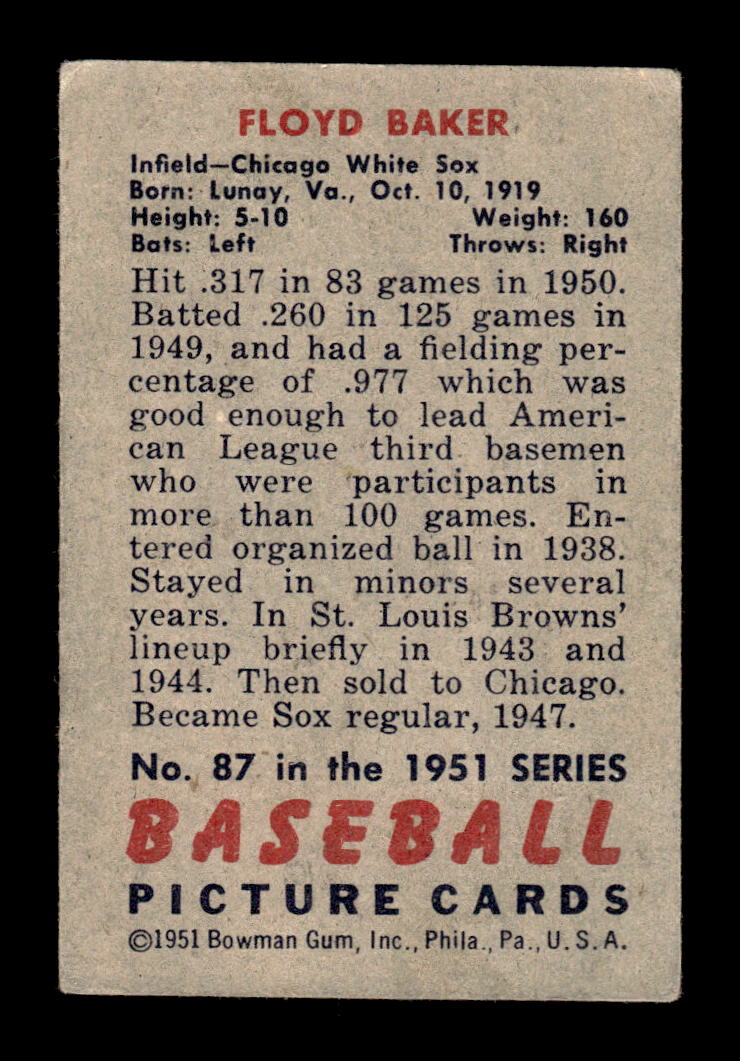 FLOYD BAKER
Infield—Chicago White Sox
Born: Lunay, Va., Oct. 10, 1919
Height: 5-10 Weight: 160
Bats: Left Throws: Right
Hit .317 in 83 games in 1950.
Batted .260 in 125 games in
1949, and had a fielding per-
centage of .977 which was
good enough to lead Ameri-
can League third basemen
who were participants in
more than 100 games. En-
tered organized ball in 1938.
Stayed in minors several
years. In St. Louis Browns'
lineup briefly in 1943 and
1944. Then sold to Chicago.
Became Sox regular, 1947.
No. 87 in the 1951 SERIES
BASEBALL
PICTURE CARDS
©1951 Bowman Gum, Inc., Phila., Pa., U.S.A.